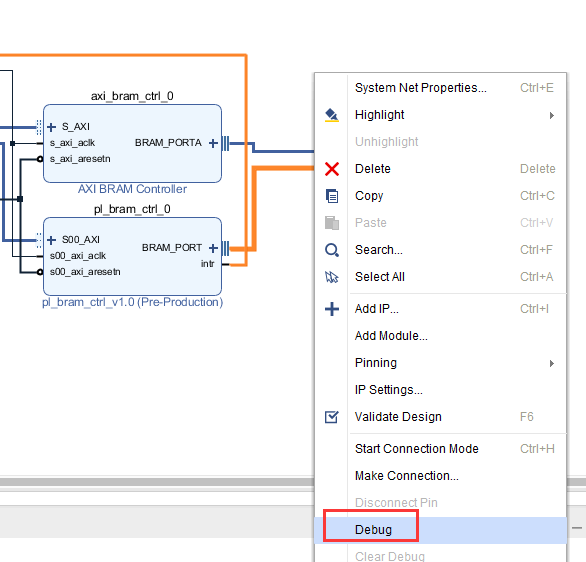 axi_bram_ctrl_0
S_AXI
s_axi_aclk
s_axi_aresetn
BRAM_PORTA
AXI BRAM Controller
pl_bram_ctrl_0
S00_AXI
s00_axi_aclk
s00_axi_aresetn
BRAM_PORT
intr
pl_bram_ctrl_v1.0 (Pre-Production)
System Net Properties... Ctrl+E
Highlight
Unhighlight
Delete Delete
Copy Ctrl+C
Paste Ctrl+V
Search... Ctrl+F
Select All Ctrl+A
Add IP... Ctrl+I
Add Module...
Pinning
IP Settings...
Validate Design F6
Start Connection Mode Ctrl+H
Make Connection...
Disconnect Pin
Debug
Clear Debug